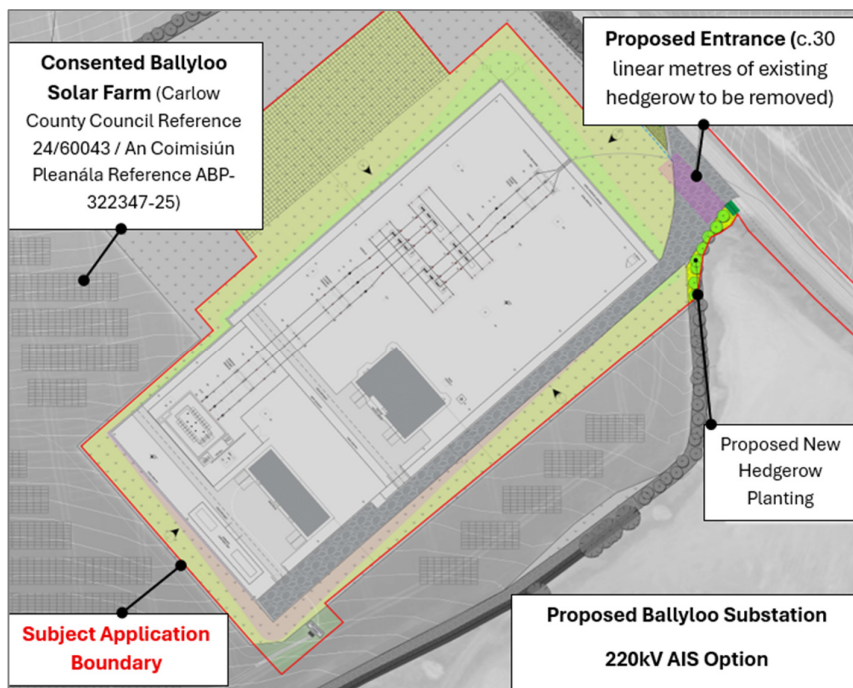 Consented Ballyloo
Solar Farm (Carlow
County Council Reference
24/60043 / An Coimisiún
Pleanála Reference ABP-
322347-25)
Proposed Entrance (c.30
linear metres of existing
hedgerow to be removed)
Proposed New
Hedgerow
Planting
Subject Application
Boundary
Proposed Ballyloo Substation
220kV AIS Option